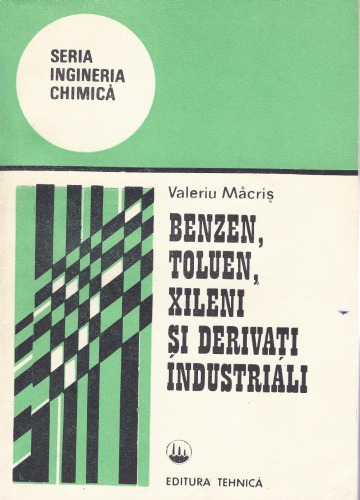 SERIA
INGINERIA
CHIMICĂ
Valeriu Măcriş
BENZEN,
TOLUEN,
XILENI
ŞI DERIVAŢI
INDUSTRIALI
EDITURA TEHNICĂ